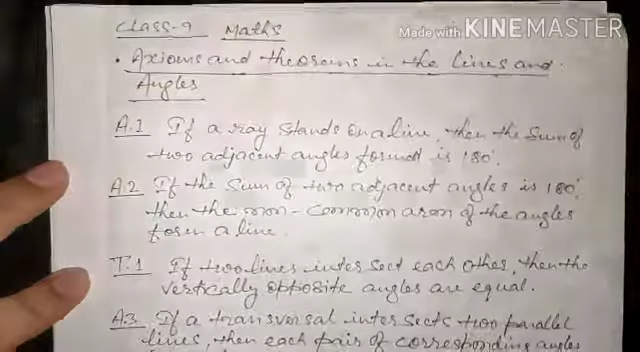 Class-9 Maths
Made with KINEMASTER
• Axioms and theorems in the lines and
Angles
A.1 If a ray stands on a line, then the sum of
two adjacent angles formed is 180°.
A.2 If the sum of two adjacent angles is 180°
then the non-common arm of the angles
form a line.
T.1 If two lines intersect each other, then the
vertically opposite angles are equal.
A.3 If a transversal intersects two parallel
lines, then each pair of corresponding angles